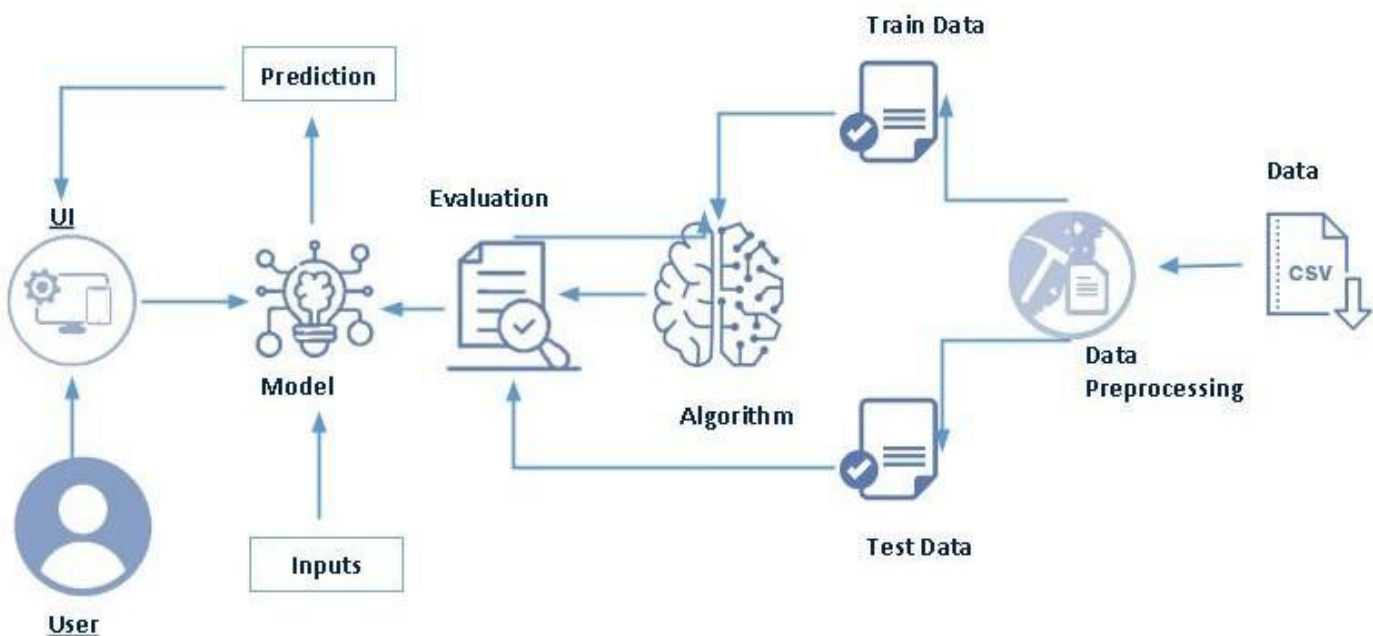 Train Data
Prediction
Data
Evaluation
UI
CSV
Data
Preprocessing
Model
Algorithm
Test Data
Inputs
User